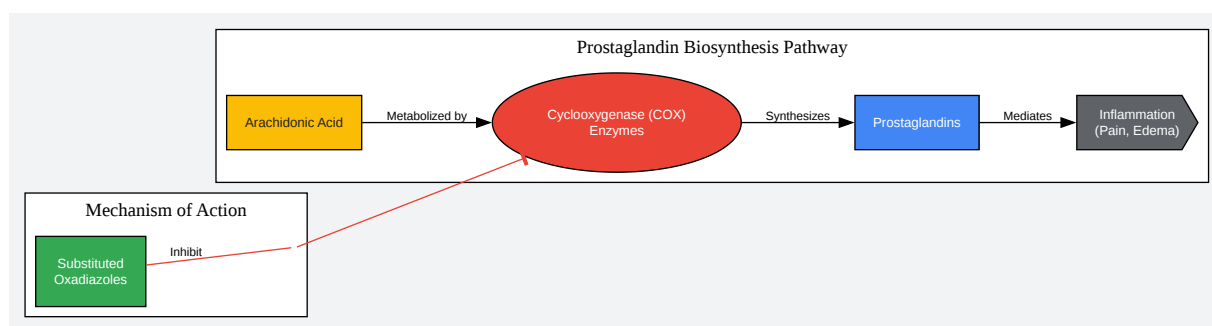 Prostaglandin Biosynthesis Pathway
Arachidonic Acid
Metabolized by
Cyclooxygenase (COX)
Enzymes
Synthesizes
Prostaglandins
Mediates
Inflammation
(Pain, Edema)
Mechanism of Action
Substituted
Oxadiazoles
Inhibit